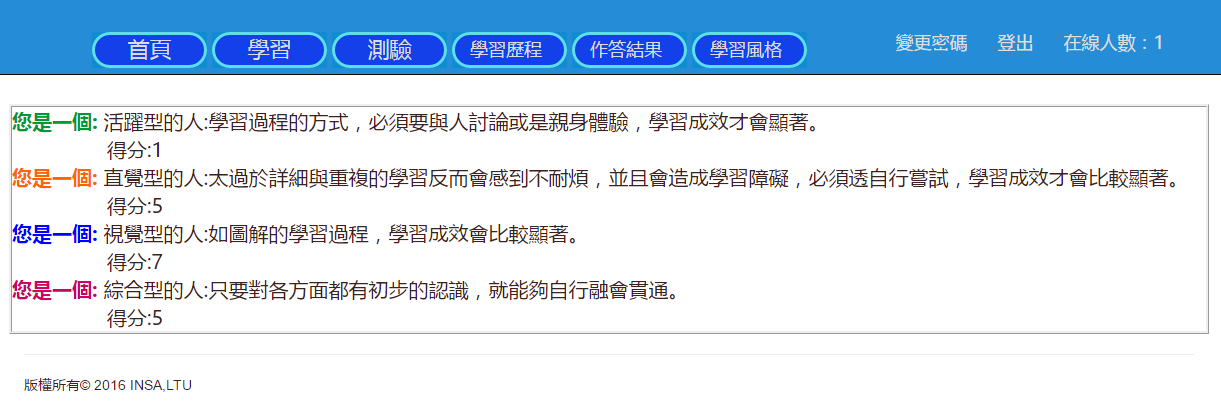 首頁 學習 測驗 學習歷程 作答結果 學習風格 變更密碼 登出 在線人數：1
您是一個: 活躍型的人:學習過程的方式，必須要與人討論或是親身體驗，學習成效才會顯著。
得分:1
您是一個: 直覺型的人:太過於詳細與重複的學習反而會感到不耐煩，並且會造成學習障礙，必須透自行嘗試，學習成效才會比較顯著。
得分:5
您是一個: 視覺型的人:如圖解的學習過程，學習成效會比較顯著。
得分:7
您是一個: 綜合型的人:只要對各方面都有初步的認識，就能夠自行融會貫通。
得分:5
版權所有© 2016 INSA,LTU